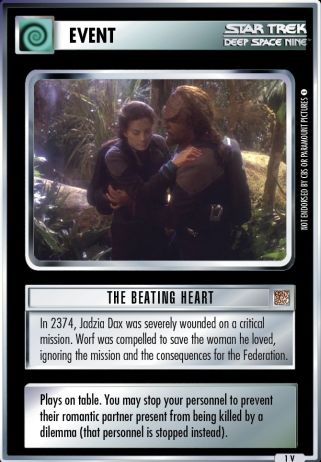 EVENT
STAR TREK
DEEP SPACE NINE
NOT ENDORSED BY CBS OR PARAMOUNT PICTURES
THE BEATING HEART
In 2374, Jadzia Dax was severely wounded on a critical
mission. Worf was compelled to save the woman he loved,
ignoring the mission and the consequences for the Federation.
Plays on table. You may stop your personnel to prevent
their romantic partner present from being killed by a
dilemma (that personnel is stopped instead).
1 V